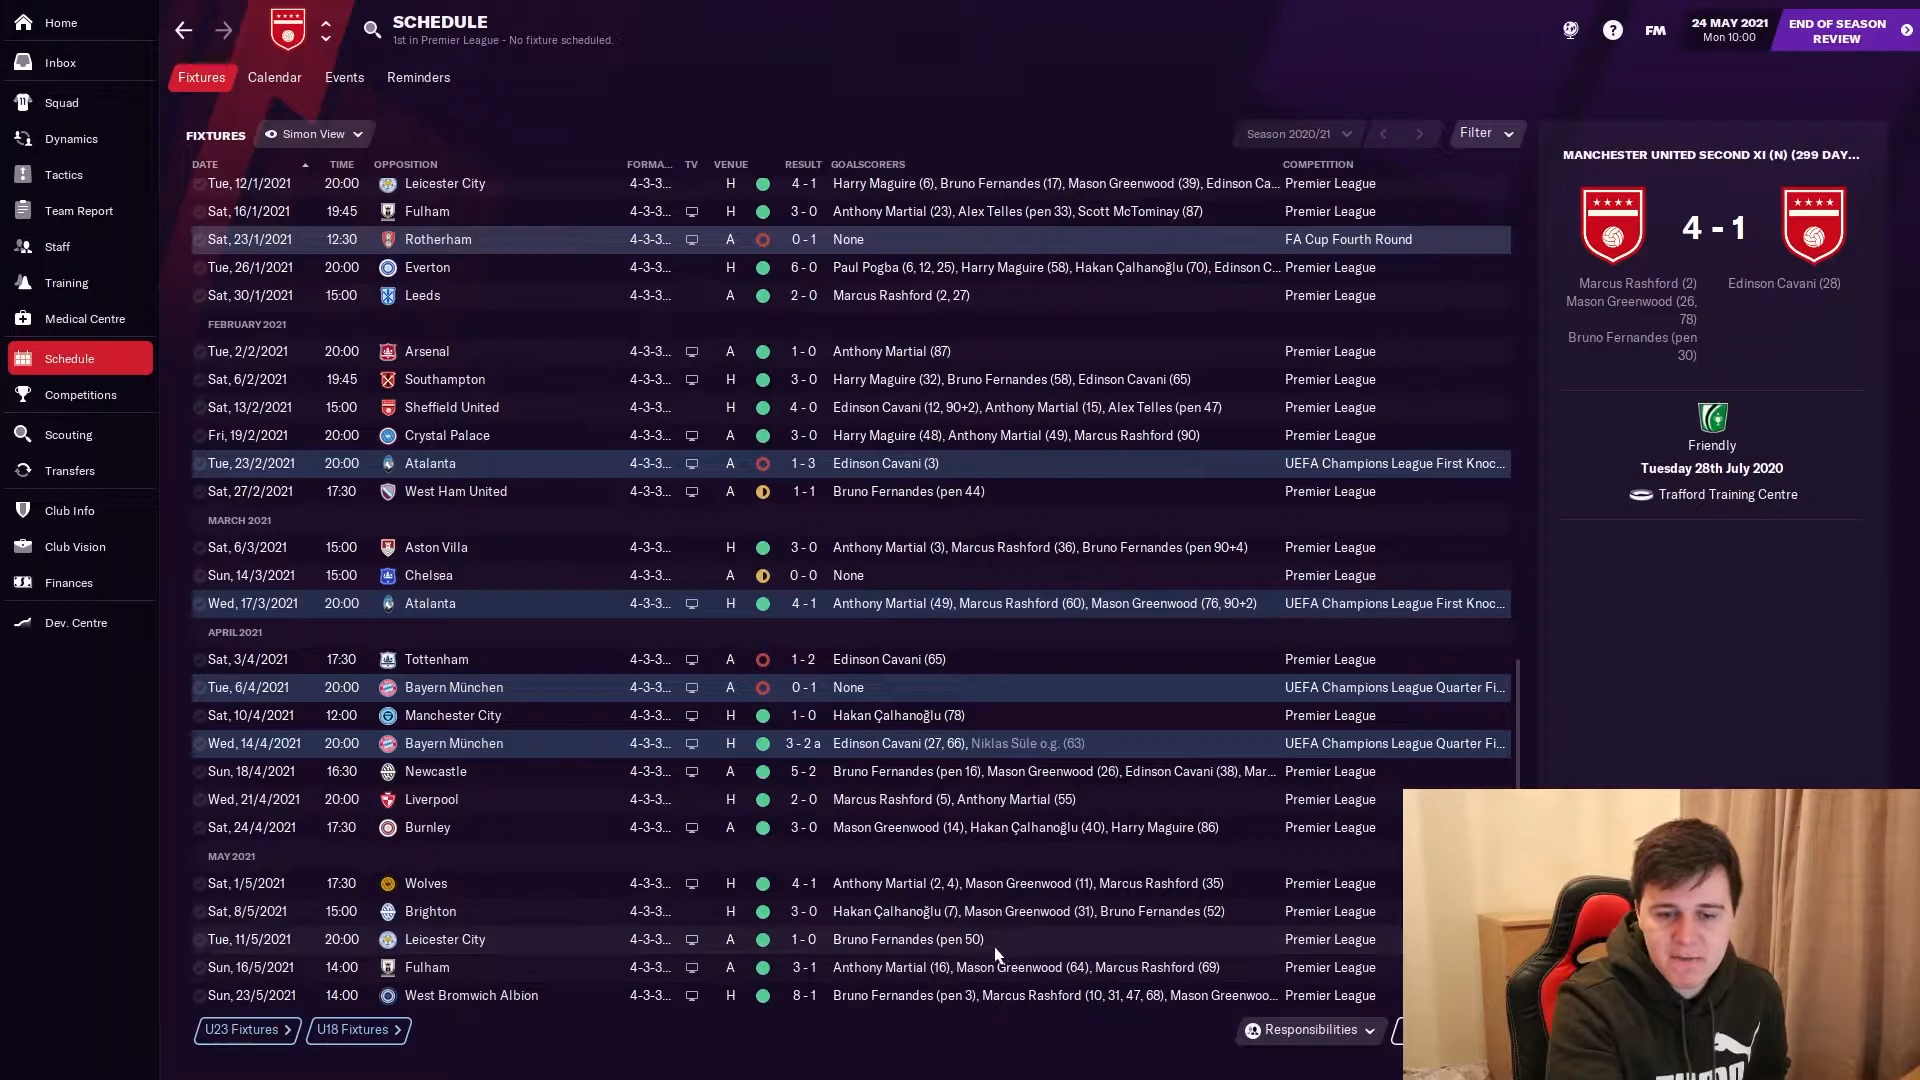 Home
Inbox
Squad
Dynamics
Tactics
Team Report
Staff
Training
Medical Centre
Schedule
Competitions
Scouting
Transfers
Club Info
Club Vision
Finances
Dev. Centre
SCHEDULE
1st in Premier League - No fixture scheduled.
FM
24 MAY 2021
Mon 10:00
END OF SEASON
REVIEW
Fixtures Calendar Events Reminders
FIXTURES Simon View Season 2020/21 Filter
DATE TIME OPPOSITION FORMA... TV VENUE RESULT GOALSCORERS COMPETITION
Tue, 12/1/2021 20:00 Leicester City 4-3-3... H 4 - 1 Harry Maguire (6), Bruno Fernandes (17), Mason Greenwood (39), Edinson Ca... Premier League
Sat, 16/1/2021 19:45 Fulham 4-3-3... H 3 - 0 Anthony Martial (23), Alex Telles (pen 33), Scott McTominay (87) Premier League
Sat, 23/1/2021 12:30 Rotherham 4-3-3... A 0 - 1 None FA Cup Fourth Round
Tue, 26/1/2021 20:00 Everton 4-3-3... H 6 - 0 Paul Pogba (6, 12, 25), Harry Maguire (58), Hakan Çalhanoğlu (70), Edinson C... Premier League
Sat, 30/1/2021 15:00 Leeds 4-3-3... A 2 - 0 Marcus Rashford (2, 27) Premier League
FEBRUARY 2021
Tue, 2/2/2021 20:00 Arsenal 4-3-3... A 1 - 0 Anthony Martial (87) Premier League
Sat, 6/2/2021 19:45 Southampton 4-3-3... H 3 - 0 Harry Maguire (32), Bruno Fernandes (58), Edinson Cavani (65) Premier League
Sat, 13/2/2021 15:00 Sheffield United 4-3-3... H 4 - 0 Edinson Cavani (12, 90+2), Anthony Martial (15), Alex Telles (pen 47) Premier League
Fri, 19/2/2021 20:00 Crystal Palace 4-3-3... A 3 - 0 Harry Maguire (48), Anthony Martial (49), Marcus Rashford (90) Premier League
Tue, 23/2/2021 20:00 Atalanta 4-3-3... A 1 - 3 Edinson Cavani (3) UEFA Champions League First Knoc...
Sat, 27/2/2021 17:30 West Ham United 4-3-3... A 1 - 1 Bruno Fernandes (pen 44) Premier League
MARCH 2021
Sat, 6/3/2021 15:00 Aston Villa 4-3-3... H 3 - 0 Anthony Martial (3), Marcus Rashford (36), Bruno Fernandes (pen 90+4) Premier League
Sun, 14/3/2021 15:00 Chelsea 4-3-3... A 0 - 0 None Premier League
Wed, 17/3/2021 20:00 Atalanta 4-3-3... H 4 - 1 Anthony Martial (49), Marcus Rashford (60), Mason Greenwood (76, 90+2) UEFA Champions League First Knoc...
APRIL 2021
Sat, 3/4/2021 17:30 Tottenham 4-3-3... A 1 - 2 Edinson Cavani (65) Premier League
Tue, 6/4/2021 20:00 Bayern München 4-3-3... A 0 - 1 None UEFA Champions League Quarter Fi...
Sat, 10/4/2021 12:00 Manchester City 4-3-3... H 1 - 0 Hakan Çalhanoğlu (78) Premier League
Wed, 14/4/2021 20:00 Bayern München 4-3-3... H 3 - 2 a Edinson Cavani (27, 66), Niklas Süle o.g. (63) UEFA Champions League Quarter Fi...
Sun, 18/4/2021 16:30 Newcastle 4-3-3... A 5 - 2 Bruno Fernandes (pen 16), Mason Greenwood (26), Edinson Cavani (38), Mar... Premier League
Wed, 21/4/2021 20:00 Liverpool 4-3-3... H 2 - 0 Marcus Rashford (5), Anthony Martial (55) Premier League
Sat, 24/4/2021 17:30 Burnley 4-3-3... A 3 - 0 Mason Greenwood (14), Hakan Çalhanoğlu (40), Harry Maguire (86) Premier League
MAY 2021
Sat, 1/5/2021 17:30 Wolves 4-3-3... H 4 - 1 Anthony Martial (2, 4), Mason Greenwood (11), Marcus Rashford (35) Premier League
Sat, 8/5/2021 15:00 Brighton 4-3-3... H 3 - 0 Hakan Çalhanoğlu (7), Mason Greenwood (31), Bruno Fernandes (52) Premier League
Tue, 11/5/2021 20:00 Leicester City 4-3-3... A 1 - 0 Bruno Fernandes (pen 50) Premier League
Sun, 16/5/2021 14:00 Fulham 4-3-3... A 3 - 1 Anthony Martial (16), Mason Greenwood (64), Marcus Rashford (69) Premier League
Sun, 23/5/2021 14:00 West Bromwich Albion 4-3-3... H 8 - 1 Bruno Fernandes (pen 3), Marcus Rashford (10, 31, 47, 68), Mason Greenwoo... Premier League
U23 Fixtures U18 Fixtures Responsibilities
MANCHESTER UNITED SECOND XI (N) (299 DAY...
4 - 1
Marcus Rashford (2) Edinson Cavani (28)
Mason Greenwood (26,
78)
Bruno Fernandes (pen
30)
Friendly
Tuesday 28th July 2020
Trafford Training Centre